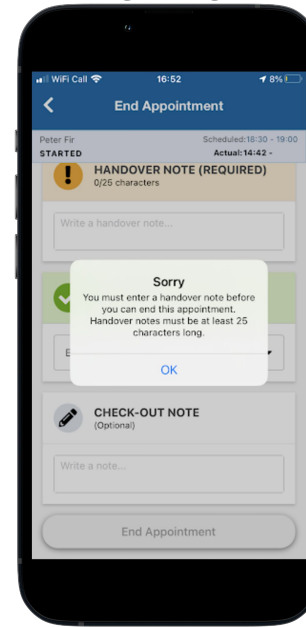 WiFi Call 16:52 8%
End Appointment
Peter Fir Scheduled:18:30 - 19:00
STARTED Actual:14:42 -
HANDOVER NOTE (REQUIRED)
0/25 characters
Write a handover note...
Sorry
You must enter a handover note before
you can end this appointment.
Handover notes must be at least 25
characters long.
OK
CHECK-OUT NOTE
(Optional)
Write a note...
End Appointment